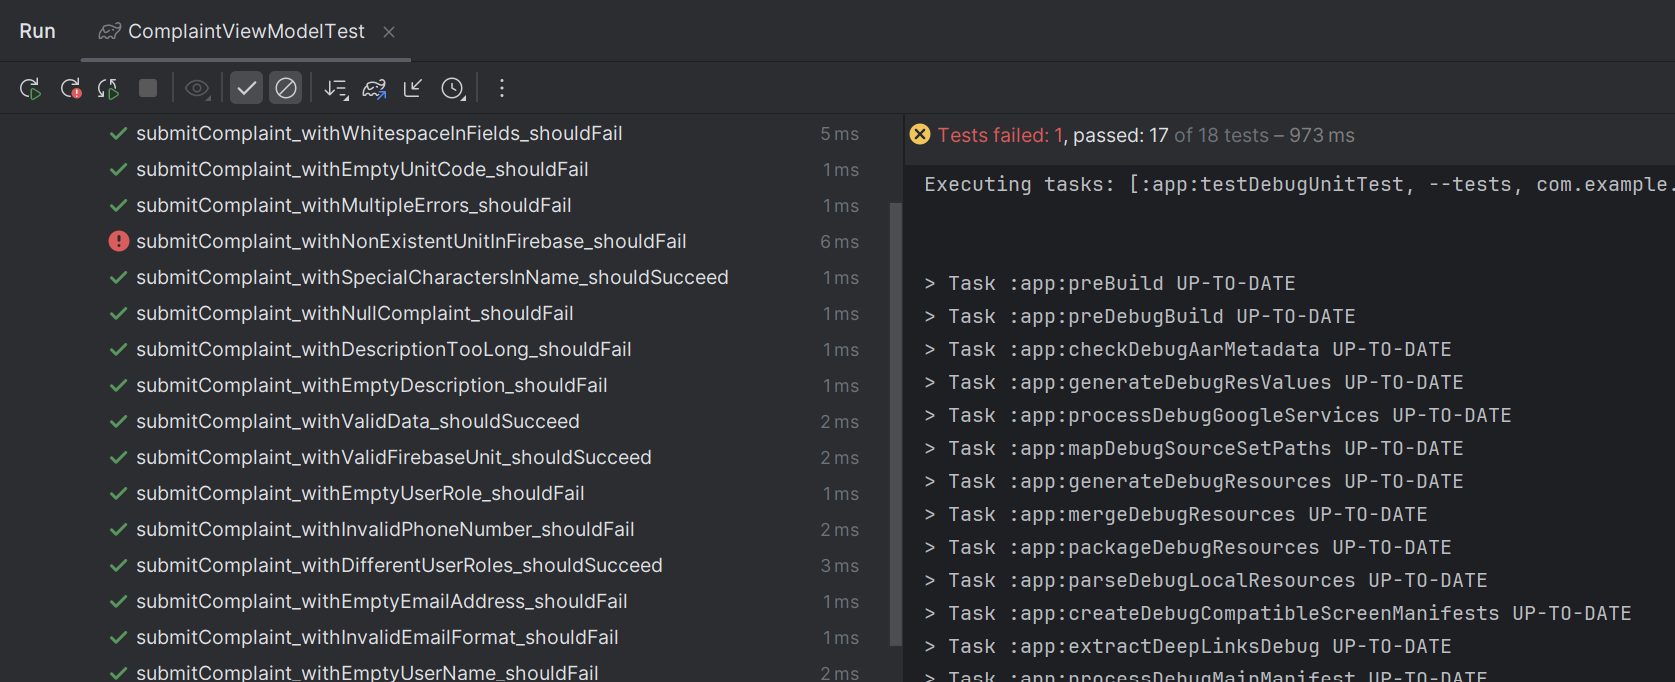 Run ComplaintViewModelTest
submitComplaint_withWhitespaceInFields_shouldFail 5 ms
submitComplaint_withEmptyUnitCode_shouldFail 1 ms
submitComplaint_withMultipleErrors_shouldFail 1 ms
submitComplaint_withNonExistentUnitInFirebase_shouldFail 6 ms
submitComplaint_withSpecialCharactersInName_shouldSucceed 1 ms
submitComplaint_withNullComplaint_shouldFail 1 ms
submitComplaint_withDescriptionTooLong_shouldFail 1 ms
submitComplaint_withEmptyDescription_shouldFail 1 ms
submitComplaint_withValidData_shouldSucceed 2 ms
submitComplaint_withValidFirebaseUnit_shouldSucceed 2 ms
submitComplaint_withEmptyUserRole_shouldFail 1 ms
submitComplaint_withInvalidPhoneNumber_shouldFail 2 ms
submitComplaint_withDifferentUserRoles_shouldSucceed 3 ms
submitComplaint_withEmptyEmailAddress_shouldFail 1 ms
submitComplaint_withInvalidEmailFormat_shouldFail 1 ms
submitComplaint_withEmptyUserName_shouldFail 2 ms
Tests failed: 1, passed: 17 of 18 tests – 973 ms
Executing tasks: [:app:testDebugUnitTest, --tests, com.example.
> Task :app:preBuild UP-TO-DATE
> Task :app:preDebugBuild UP-TO-DATE
> Task :app:checkDebugAarMetadata UP-TO-DATE
> Task :app:generateDebugResValues UP-TO-DATE
> Task :app:processDebugGoogleServices UP-TO-DATE
> Task :app:mapDebugSourceSetPaths UP-TO-DATE
> Task :app:generateDebugResources UP-TO-DATE
> Task :app:mergeDebugResources UP-TO-DATE
> Task :app:packageDebugResources UP-TO-DATE
> Task :app:parseDebugLocalResources UP-TO-DATE
> Task :app:createDebugCompatibleScreenManifests UP-TO-DATE
> Task :app:extractDeepLinksDebug UP-TO-DATE
> Task :app:processDebugMainManifest UP-TO-DATE